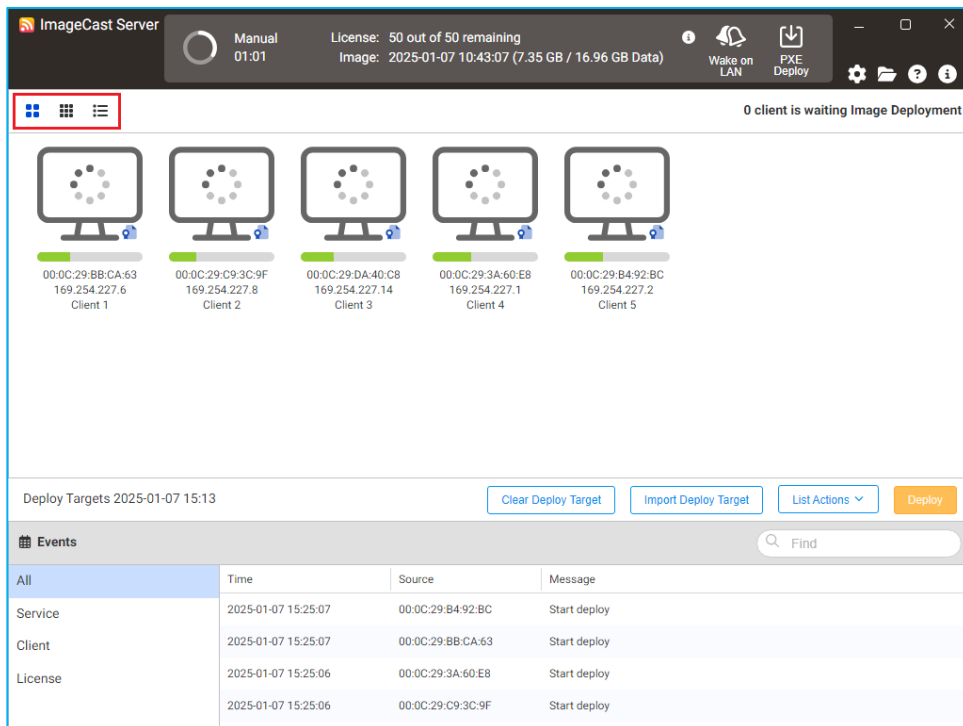 ImageCast Server
Manual
01:01
License: 50 out of 50 remaining
Image: 2025-01-07 10:43:07 (7.35 GB / 16.96 GB Data)
Wake on
LAN
PXE
Deploy
0 client is waiting Image Deployment
00:0C:29:BB:CA:63
169.254.227.6
Client 1
00:0C:29:C9:3C:9F
169.254.227.8
Client 2
00:0C:29:DA:40:C8
169.254.227.14
Client 3
00:0C:29:3A:60:E8
169.254.227.1
Client 4
00:0C:29:B4:92:BC
169.254.227.2
Client 5
Deploy Targets 2025-01-07 15:13
Clear Deploy Target
Import Deploy Target
List Actions
Deploy
Events
Find
All
Service
Client
License
Time Source Message
2025-01-07 15:25:07 00:0C:29:B4:92:BC Start deploy
2025-01-07 15:25:07 00:0C:29:BB:CA:63 Start deploy
2025-01-07 15:25:06 00:0C:29:3A:60:E8 Start deploy
2025-01-07 15:25:06 00:0C:29:C9:3C:9F Start deploy